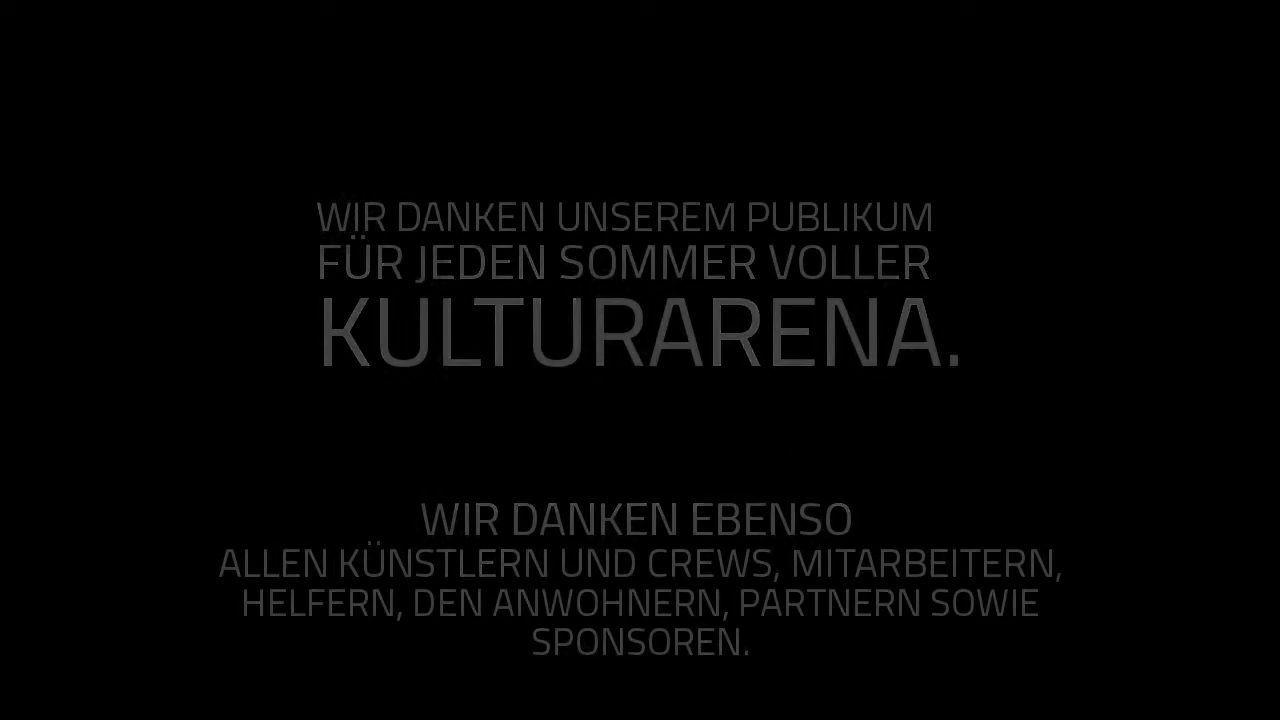 WIR DANKEN UNSEREM PUBLIKUM
FÜR JEDEN SOMMER VOLLER
KULTURARENA.
WIR DANKEN EBENSO
ALLEN KÜNSTLERN UND CREWS, MITARBEITERN,
HELFERN, DEN ANWOHNERN, PARTNERN SOWIE
SPONSOREN.